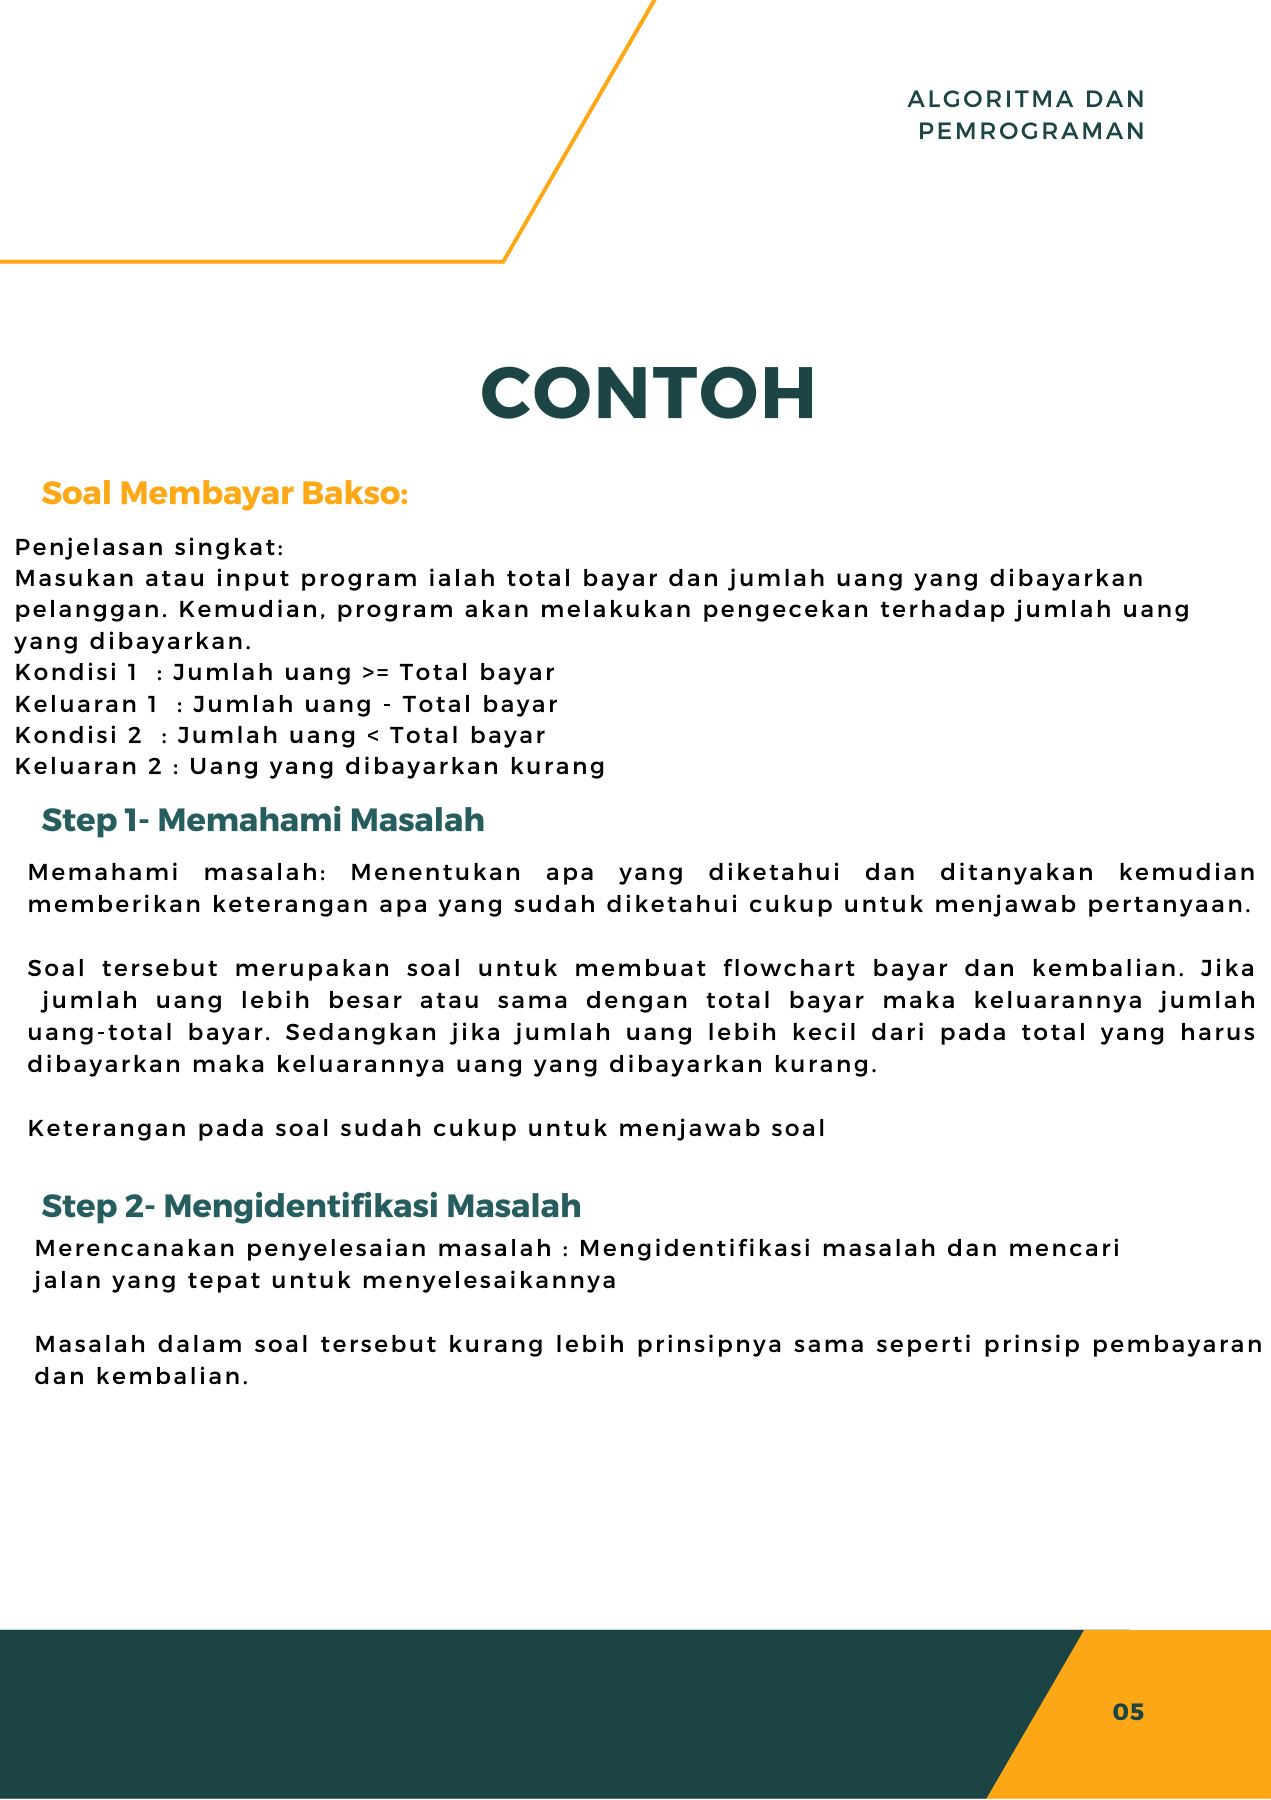 ALGORITMA DAN
PEMROGRAMAN
CONTOH
Soal Membayar Bakso:
Penjelasan singkat:
Masukan atau input program ialah total bayar dan jumlah uang yang dibayarkan
pelanggan. Kemudian, program akan melakukan pengecekan terhadap jumlah uang
yang dibayarkan.
Kondisi 1 : Jumlah uang >= Total bayar
Keluaran 1 : Jumlah uang - Total bayar
Kondisi 2 : Jumlah uang < Total bayar
Keluaran 2 : Uang yang dibayarkan kurang
Step 1- Memahami Masalah
Memahami masalah: Menentukan apa yang diketahui dan ditanyakan kemudian
memberikan keterangan apa yang sudah diketahui cukup untuk menjawab pertanyaan.
Soal tersebut merupakan soal untuk membuat flowchart bayar dan kembalian. Jika
jumlah uang lebih besar atau sama dengan total bayar maka keluarannya jumlah
uang-total bayar. Sedangkan jika jumlah uang lebih kecil dari pada total yang harus
dibayarkan maka keluarannya uang yang dibayarkan kurang.
Keterangan pada soal sudah cukup untuk menjawab soal
Step 2- Mengidentifikasi Masalah
Merencanakan penyelesaian masalah : Mengidentifikasi masalah dan mencari
jalan yang tepat untuk menyelesaikannya
Masalah dalam soal tersebut kurang lebih prinsipnya sama seperti prinsip pembayaran
dan kembalian.
05